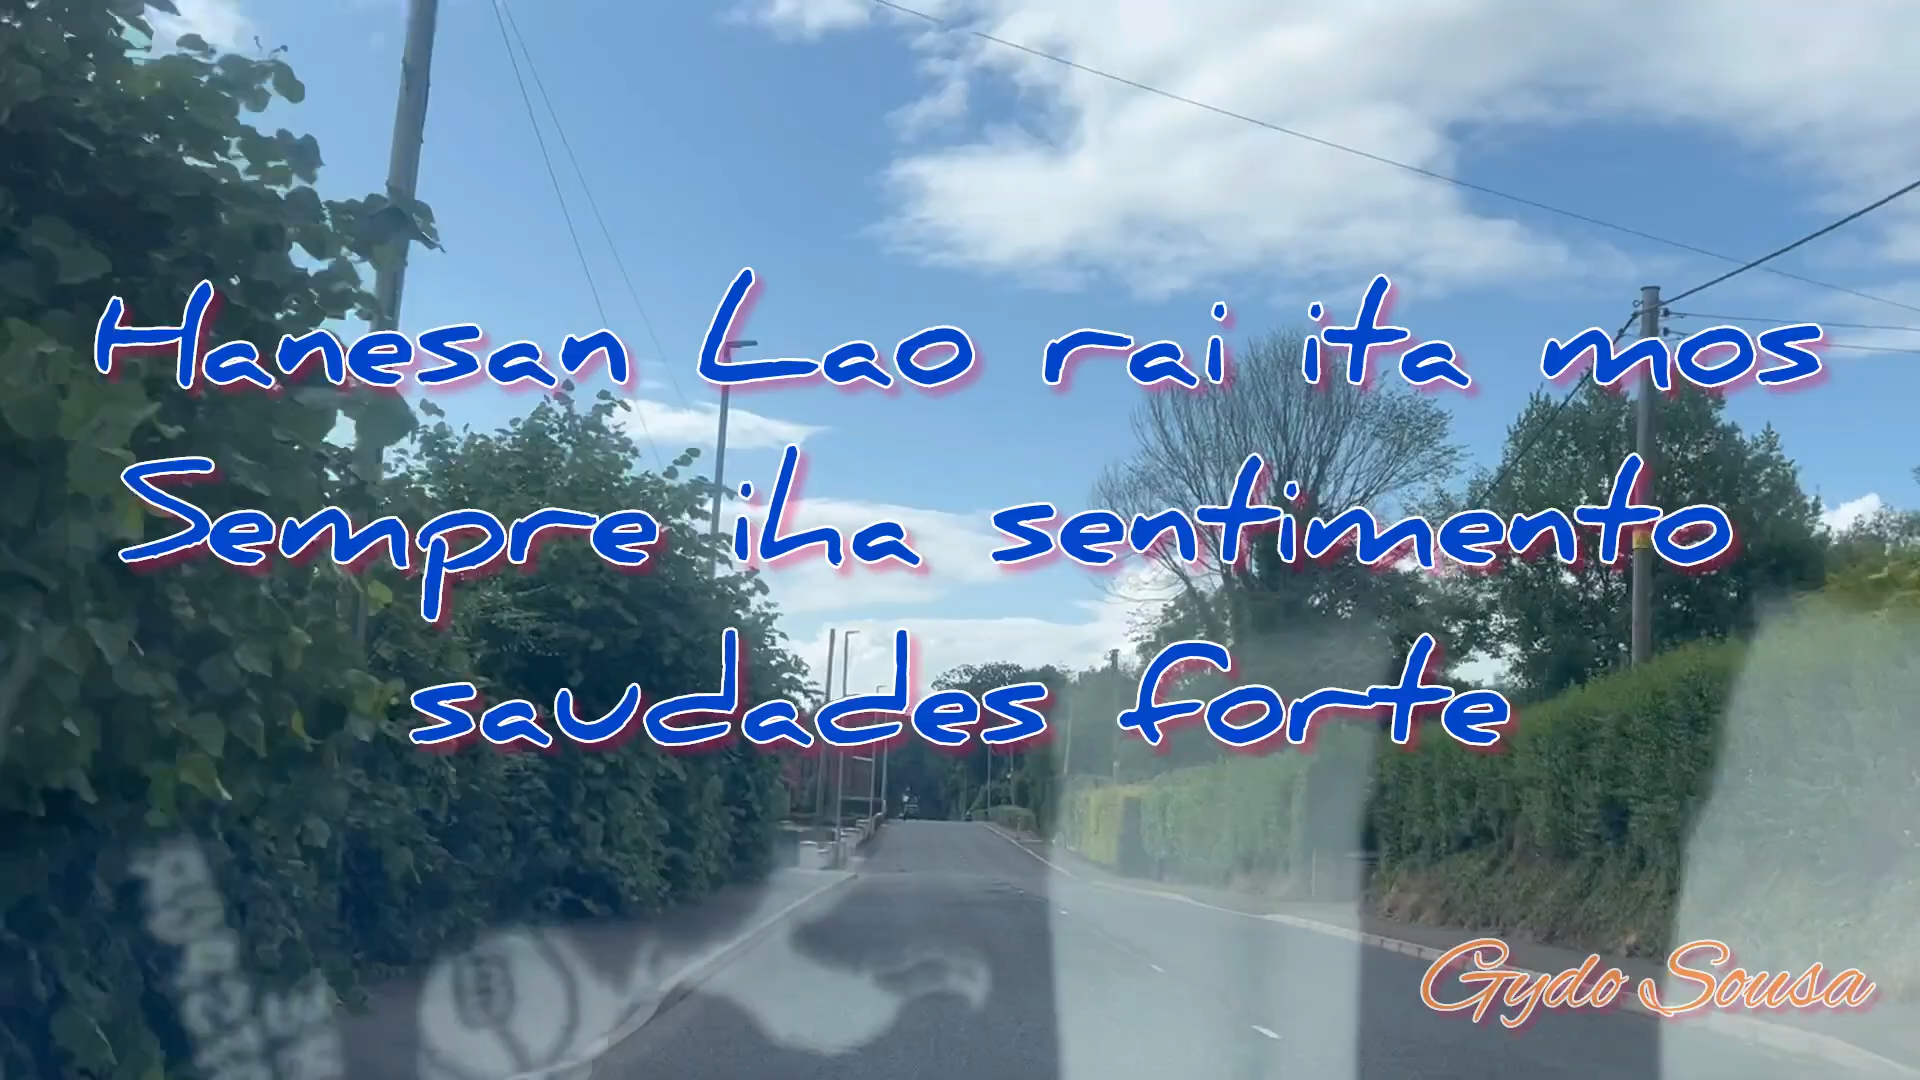 Hanesan Lao rai ita mos
Sempre iha sentimento
saudades forte
Gydo Sousa